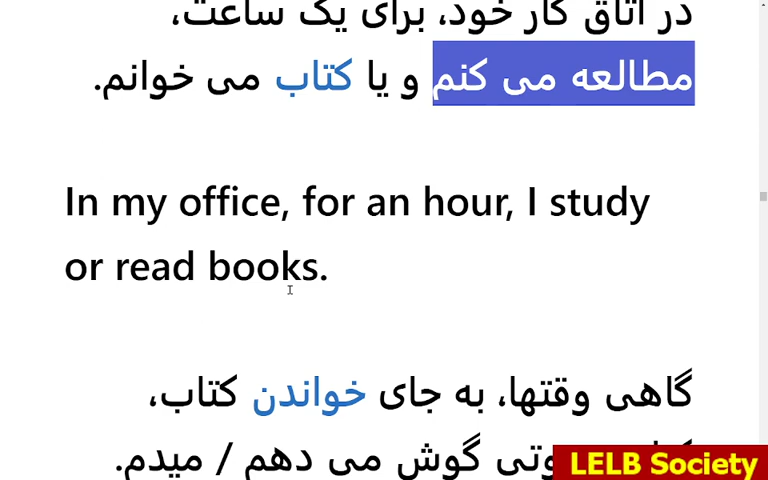 در اتاق کار خود، برای یک ساعت،
مطالعه می کنم و یا کتاب می خوانم.
In my office, for an hour, I study
or read books.
گاهی وقتها، به جای خواندن کتاب،
گوش می دهم / میدم.
LELB Society